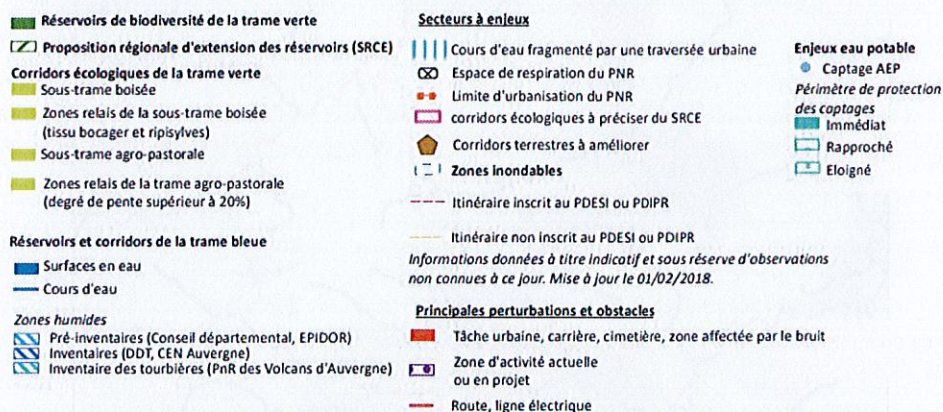 Réservoirs de biodiversité de la trame verte
Proposition régionale d'extension des réservoirs (SRCE)
Corridors écologiques de la trame verte
Sous-trame boisée
Zones relais de la sous-trame boisée
(tissu bocager et ripisylves)
Sous-trame agro-pastorale
Zones relais de la trame agro-pastorale
(degré de pente supérieur à 20%)
Réservoirs et corridors de la trame bleue
Surfaces en eau
Cours d'eau
Zones humides
Pré-inventaires (Conseil départemental, EPIDOR)
Inventaires (DDT, CEN Auvergne)
Inventaire des tourbières (PnR des Volcans d'Auvergne)
Secteurs à enjeux
Cours d'eau fragmenté par une traversée urbaine
Espace de respiration du PNR
Limite d'urbanisation du PNR
corridors écologiques à préciser du SRCE
Corridors terrestres à améliorer
Zones Inondables
Itinéraire inscrit au PDESI ou PDIPR
Itinéraire non inscrit au PDESI ou PDIPR
Informations données à titre indicatif et sous réserve d'observations
non connues à ce jour. Mise à jour le 01/02/2018.
Principales perturbations et obstacles
Tâche urbaine, carrière, cimetière, zone affectée par le bruit
Zone d'activité actuelle
ou en projet
Route, ligne électrique
Enjeux eau potable
Captage AEP
Périmètre de protection
des captages
Immédiat
Rapproché
Eloigné